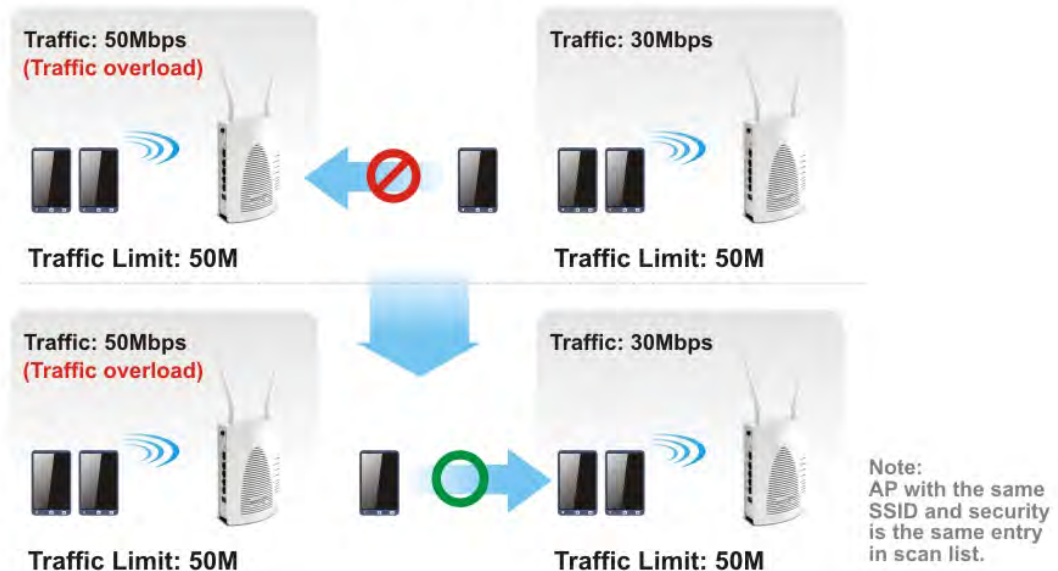 Traffic: 50Mbps
(Traffic overload)
Traffic: 30Mbps
Traffic Limit: 50M
Traffic Limit: 50M
Traffic: 50Mbps
(Traffic overload)
Traffic: 30Mbps
Traffic Limit: 50M
Traffic Limit: 50M
Note:
AP with the same
SSID and security
is the same entry
in scan list.